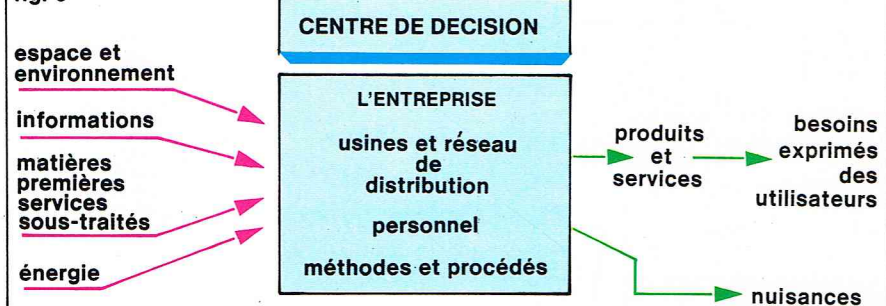 CENTRE DE DECISION
espace et
environnement
informations
matières
premières
services
sous-traités
énergie
L'ENTREPRISE
usines et réseau
de
distribution
personnel
méthodes et procédés
produits
et
services
besoins
exprimés
des
utilisateurs
nuisances